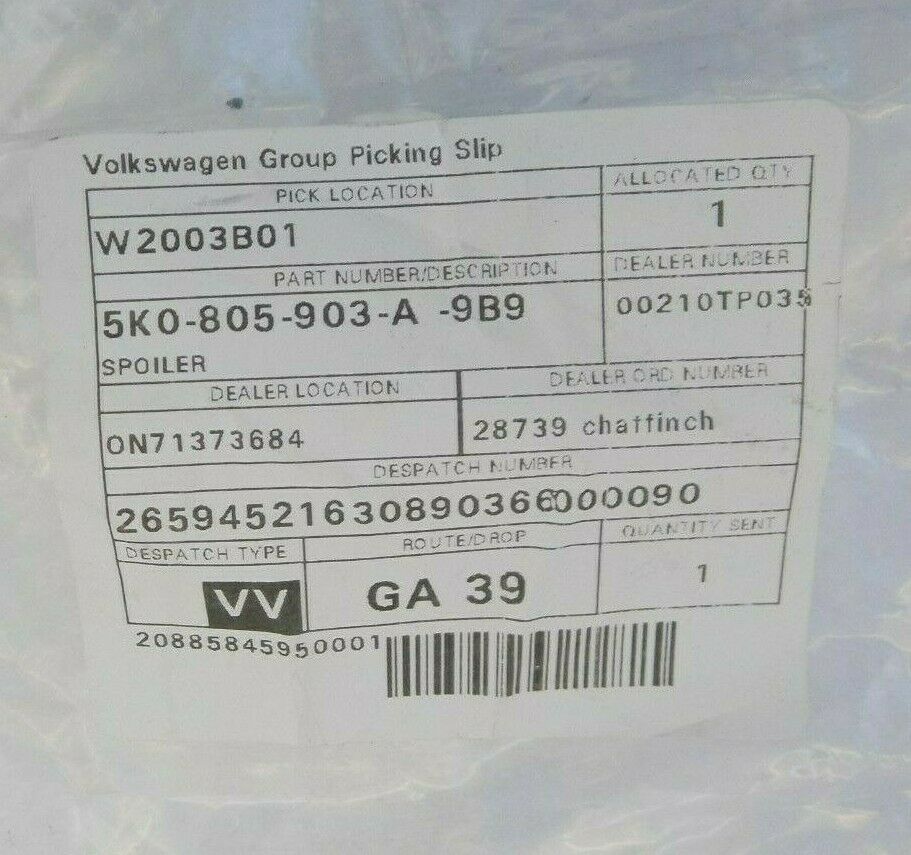 Volkswagen Group Picking Slip
PICK LOCATION
ALLOCATED QTY
W2003B01
1
PART NUMBER/DESCRIPTION
DEALER NUMBER
5K0-805-903-A -9B9
00210TP035
SPOILER
DEALER LOCATION
DEALER ORD NUMBER
ON71373684
28739 chaffinch
DESPATCH NUMBER
26594521630890366000090
DESPATCH TYPE
ROUTE/DROP
QUANTITY SENT
VV
GA 39
1
20885845950001